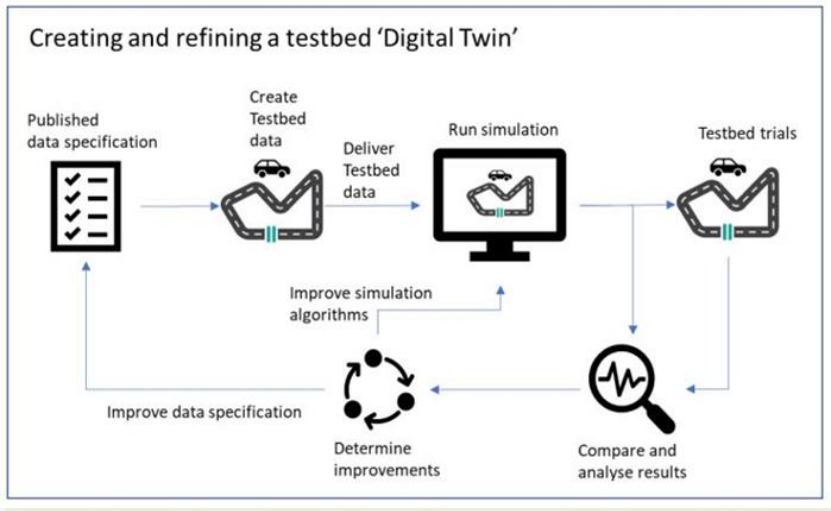 Creating and refining a testbed ‘Digital Twin’
Published
data specification
Create
Testbed
data
Deliver
Testbed
data
Run simulation
Testbed trials
Improve simulation
algorithms
Improve data specification
Determine
improvements
Compare and
analyse results